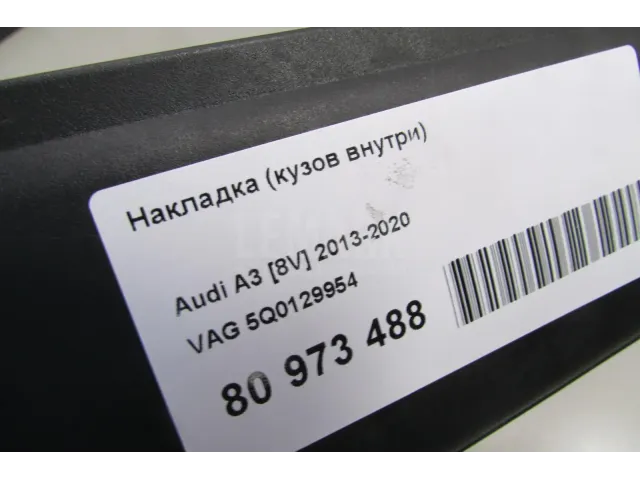 Накладка (кузов внутри)
Audi A3 [8V] 2013-2020
VAG 5Q0129954
80 973 488